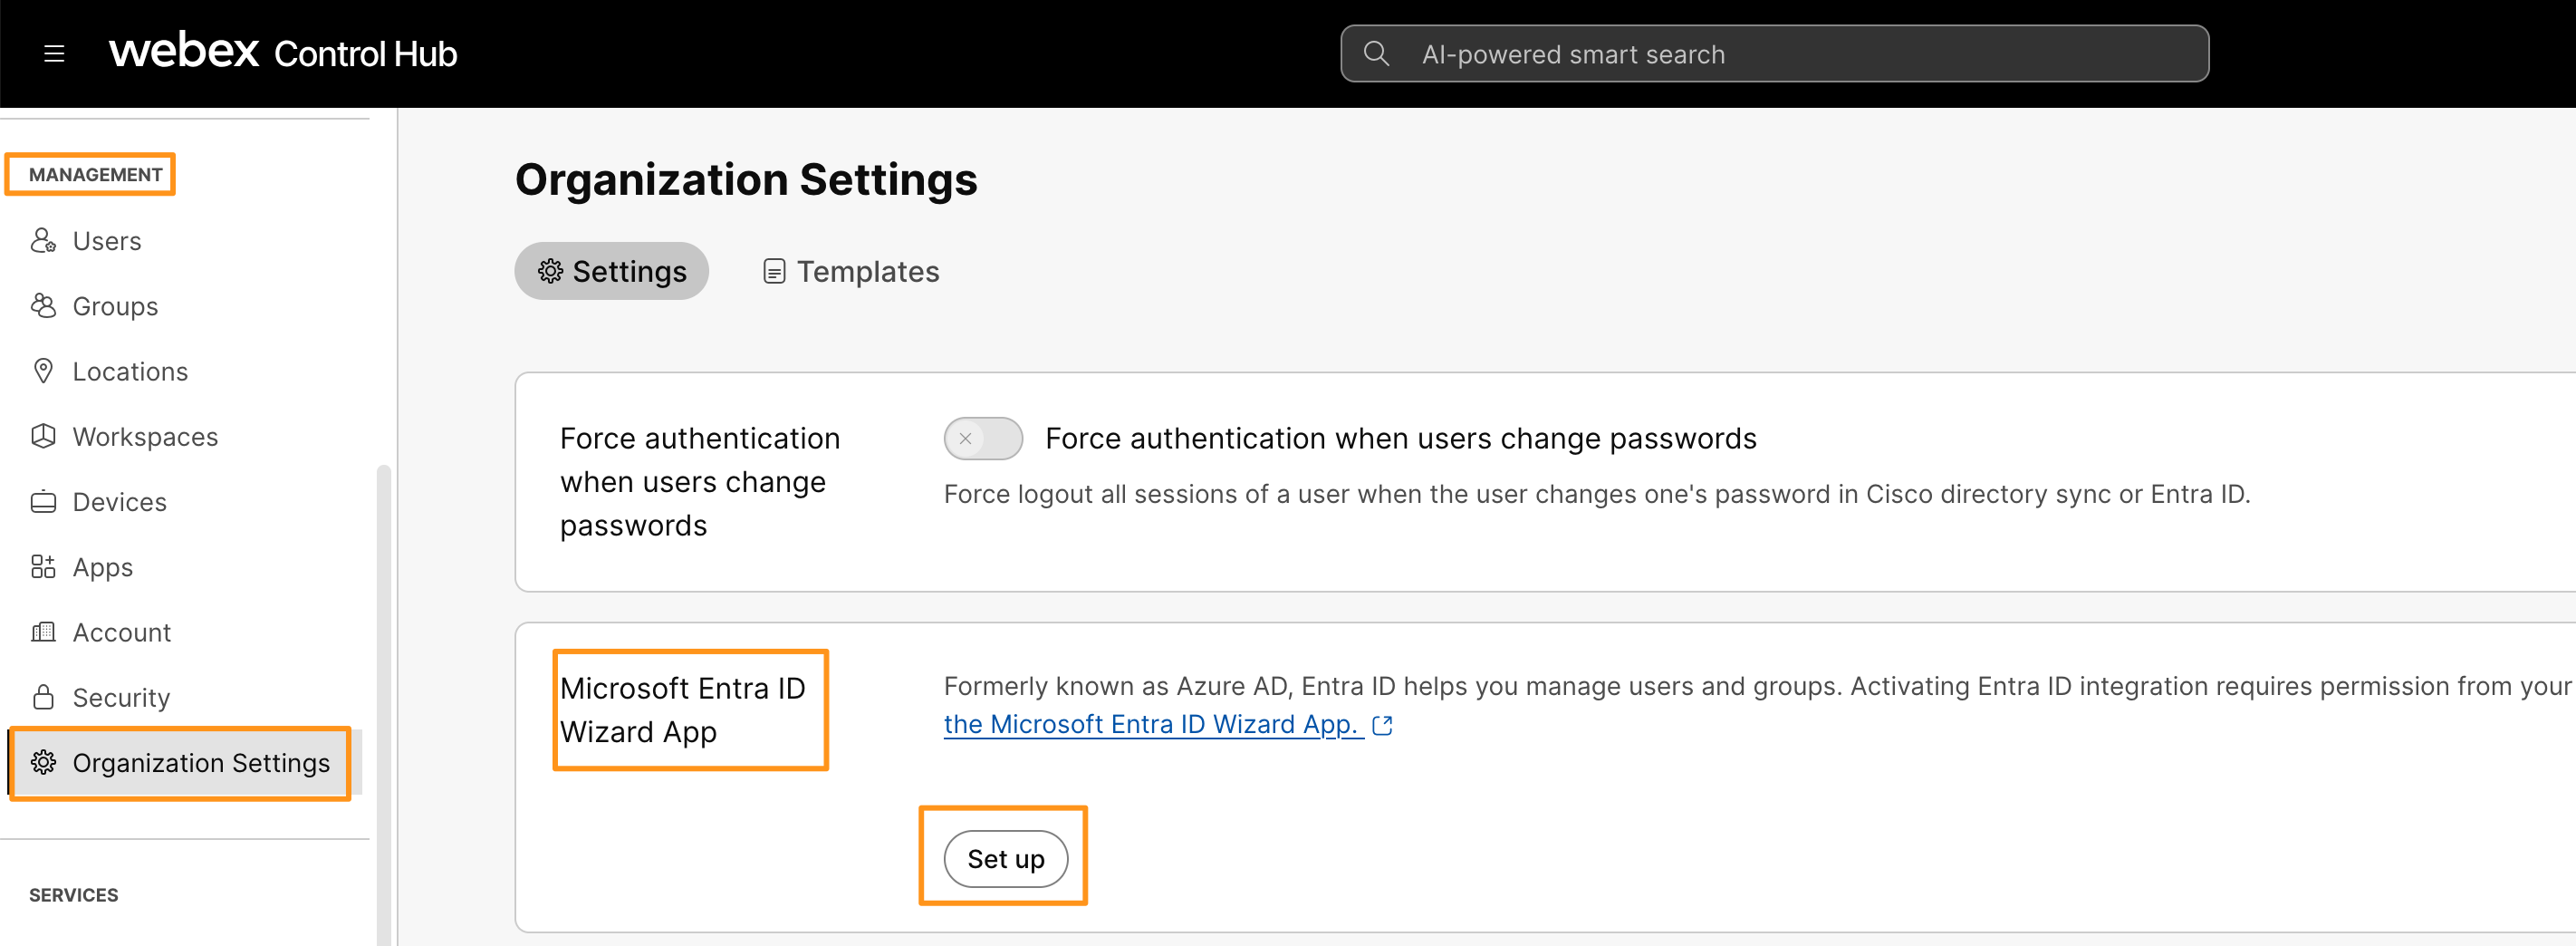 webex Control Hub
AI-powered smart search
MANAGEMENT
Users
Groups
Locations
Workspaces
Devices
Apps
Account
Security
Organization Settings
SERVICES
Organization Settings
Settings
Templates
Force authentication
when users change
passwords
Force authentication when users change passwords
Force logout all sessions of a user when the user changes one's password in Cisco directory sync or Entra ID.
Microsoft Entra ID
Wizard App
Formerly known as Azure AD, Entra ID helps you manage users and groups. Activating Entra ID integration requires permission from your
the Microsoft Entra ID Wizard App.
Set up